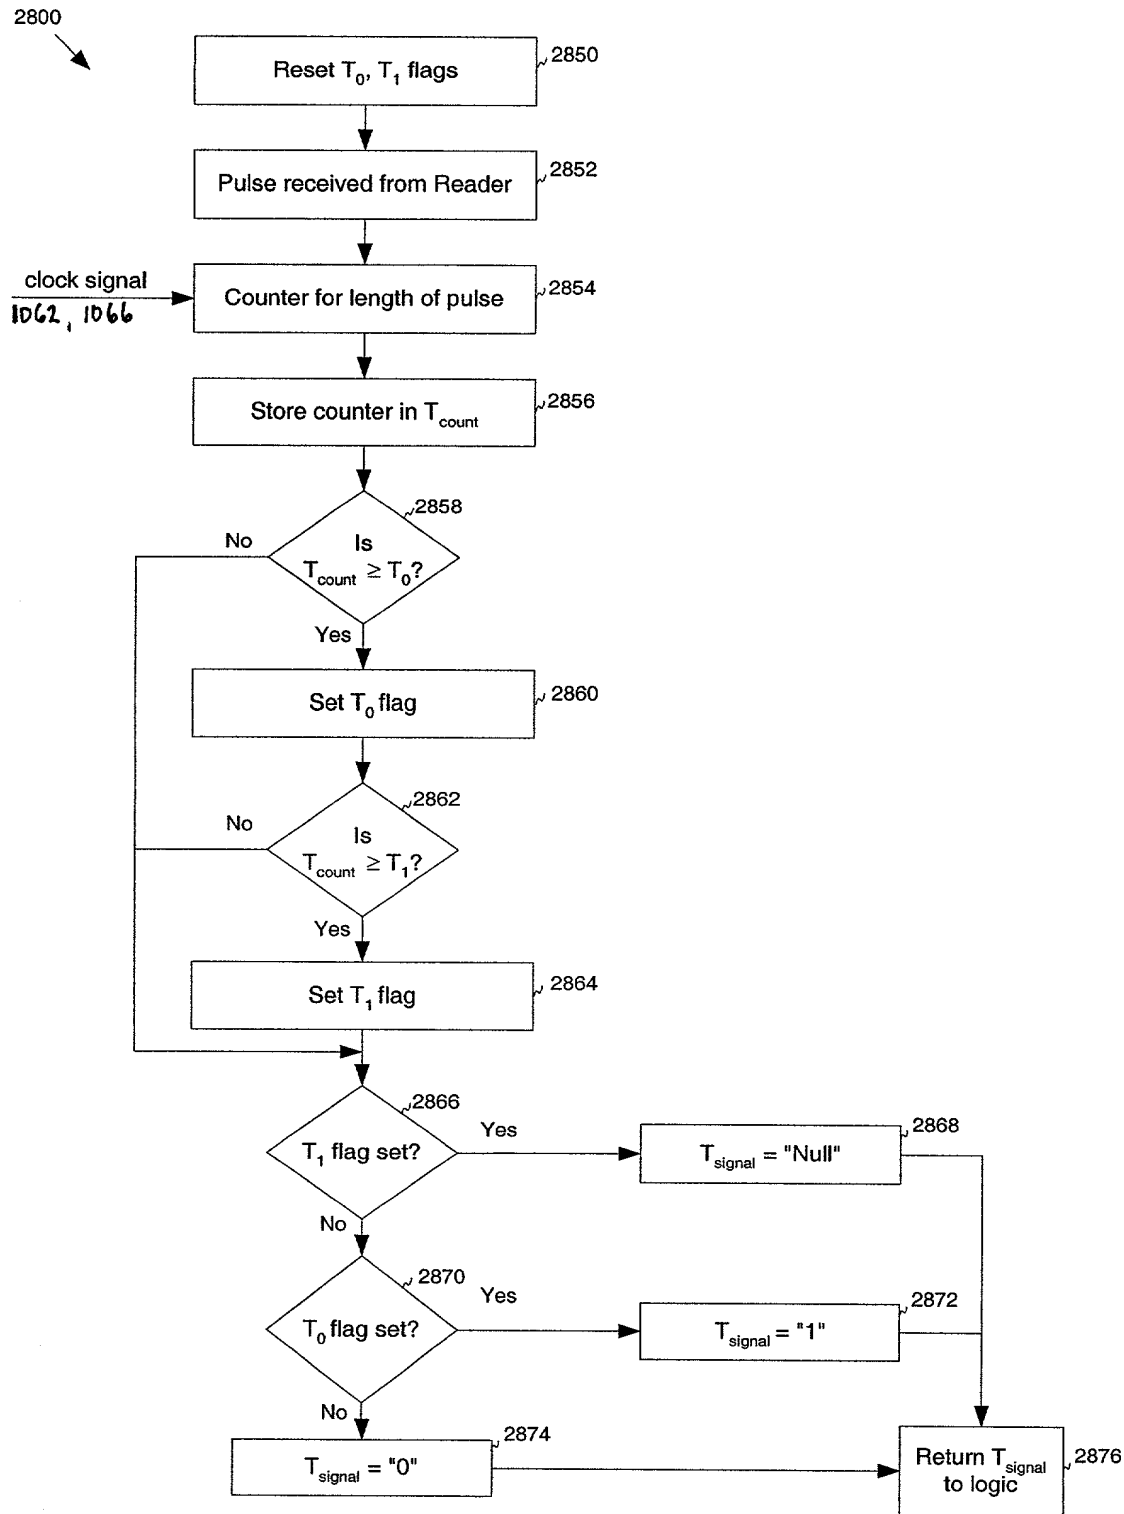 2800
Reset T0, T1 flags
2850
Pulse received from Reader
2852
clock signal
1062, 1066
Counter for length of pulse
2854
Store counter in Tcount
2856
2858
No
Is
Tcount ≥ T0?
Yes
Set T0 flag
2860
2862
No
Is
Tcount ≥ T1?
Yes
Set T1 flag
2864
2866
T1 flag set?
Yes
Tsignal = "Null"
2868
No
2870
T0 flag set?
Yes
Tsignal = "1"
2872
No
Tsignal = "0"
2874
Return Tsignal
to logic
2876